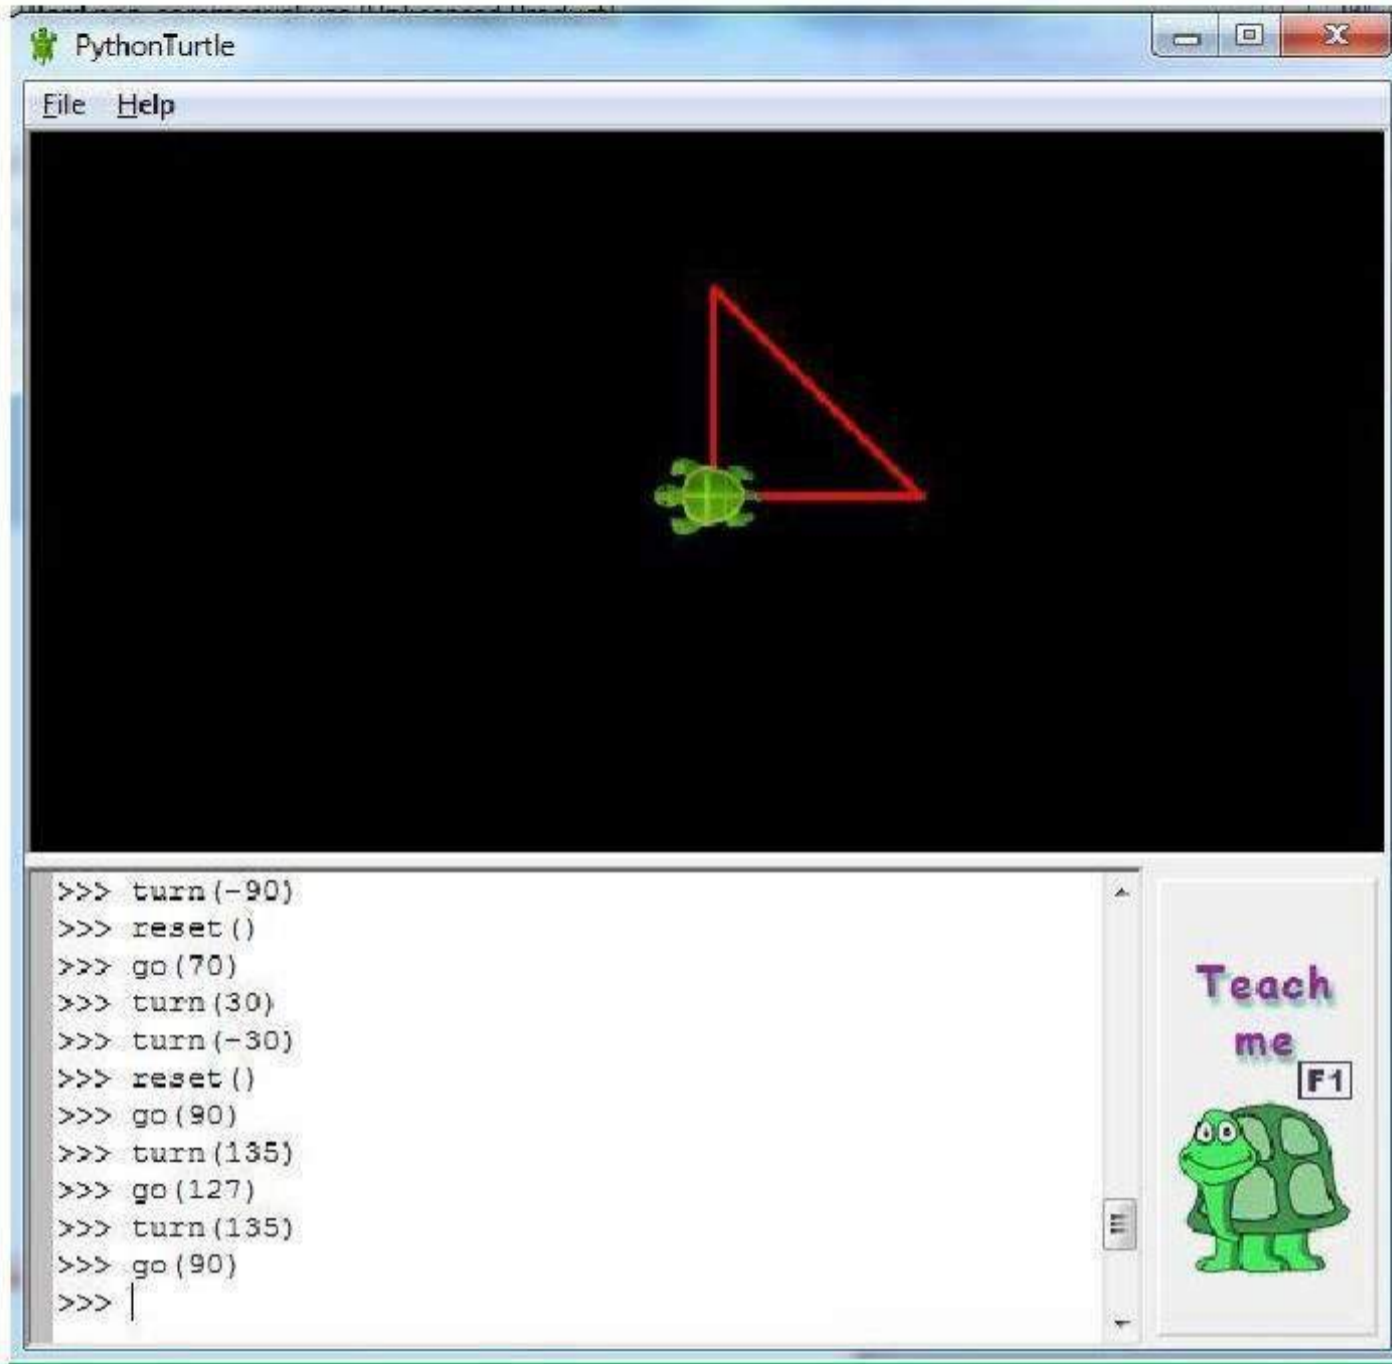 PythonTurtle
File Help
>>> turn(-90)
>>> reset()
>>> go(70)
>>> turn(30)
>>> turn(-30)
>>> reset()
>>> go(90)
>>> turn(135)
>>> go(127)
>>> turn(135)
>>> go(90)
>>>
Teach
me
F1